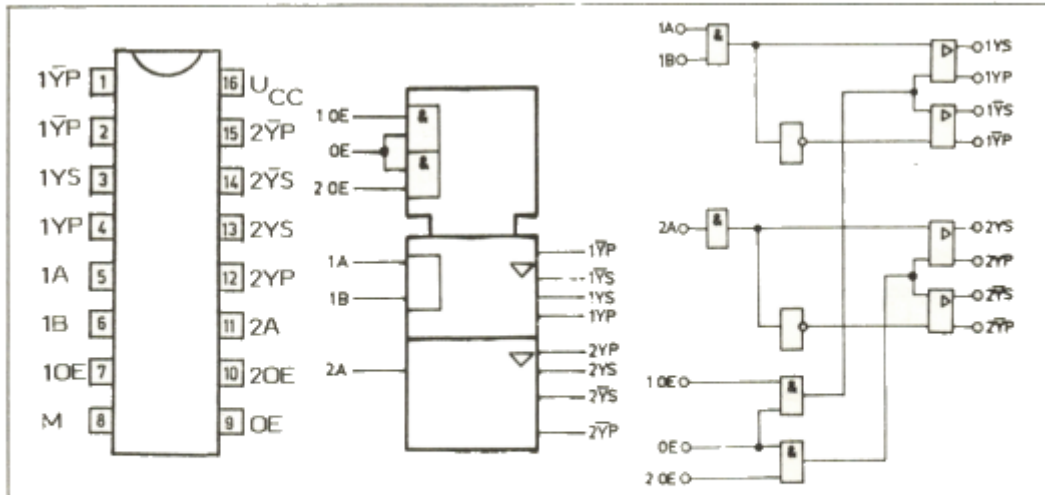 1ȲP 1 16 UCC
1ȲP 2 15 2ȲP
1YS 3 14 2ȲS
1YP 4 13 2YS
1A 5 12 2YP
1B 6 11 2A
1OE 7 10 2OE
M 8 9 OE
1 OE
&
OE
&
2 OE
1A
1B
2A
1ȲP
1ȲS
1YS
1YP
2YP
2YS
2ȲS
2ȲP
1A
&
1B
1YS
1YP
1ȲS
1ȲP
2A
&
2YS
2YP
2ȲS
2ȲP
1 OE
&
OE
&
2 OE